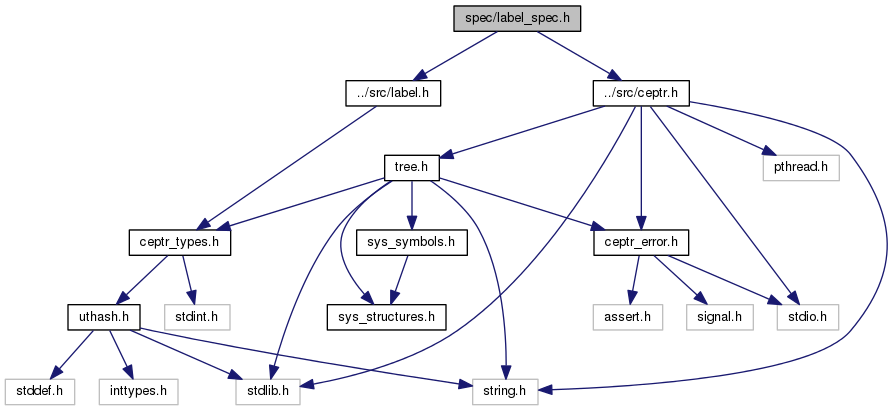 spec/label_spec.h
../src/label.h
../src/ceptr.h
tree.h
pthread.h
ceptr_types.h
sys_symbols.h
ceptr_error.h
uthash.h
stdint.h
sys_structures.h
assert.h
signal.h
stdio.h
stddef.h
inttypes.h
stdlib.h
string.h